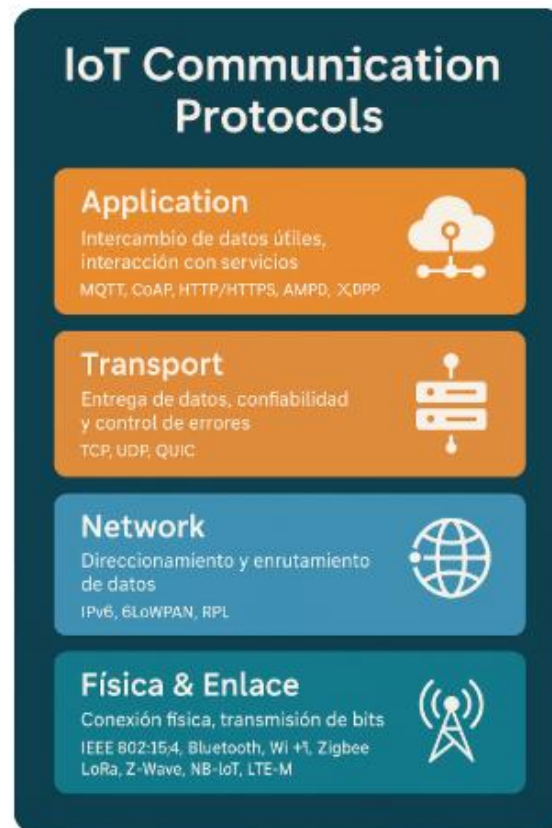 IoT Communication
Protocols
Application
Intercambio de datos útiles,
interacción con servicios
MQTT, CoAP, HTTP/HTTPS, AMPD, X,DPP
Transport
Entrega de datos, confiabilidad
y control de errores
TCP, UDP, QUIC
Network
Direccionamiento y enrutamiento
de datos
IPv6, 6LoWPAN, RPL
Física & Enlace
Conexión física, transmisión de bits
IEEE 802:15;4, Bluetooth, Wi Zigbee
LoRa, Z-Wave, NB-IoT, LTE-M